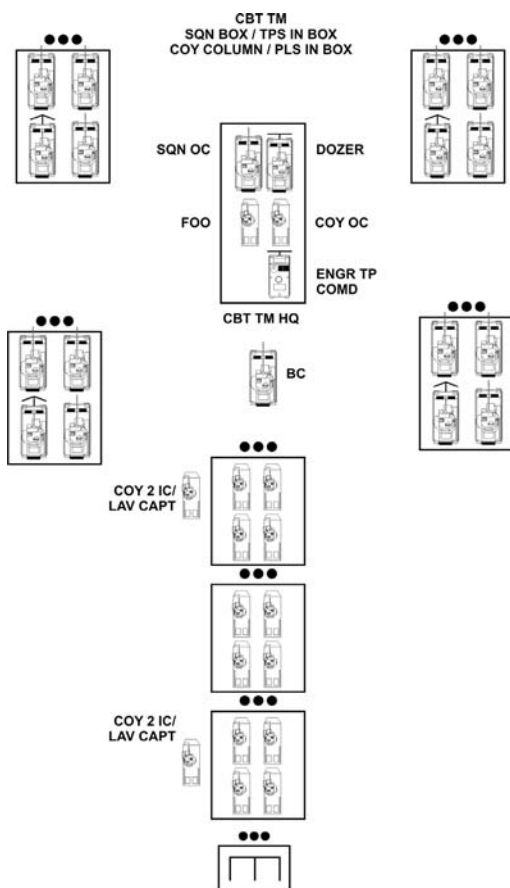 CBT TM
SQN BOX / TPS IN BOX
COY COLUMN / PLS IN BOX
SQN OC
DOZER
FOO
COY OC
ENGR TP
COMD
CBT TM HQ
BC
COY 2 IC/
LAV CAPT
COY 2 IC/
LAV CAPT